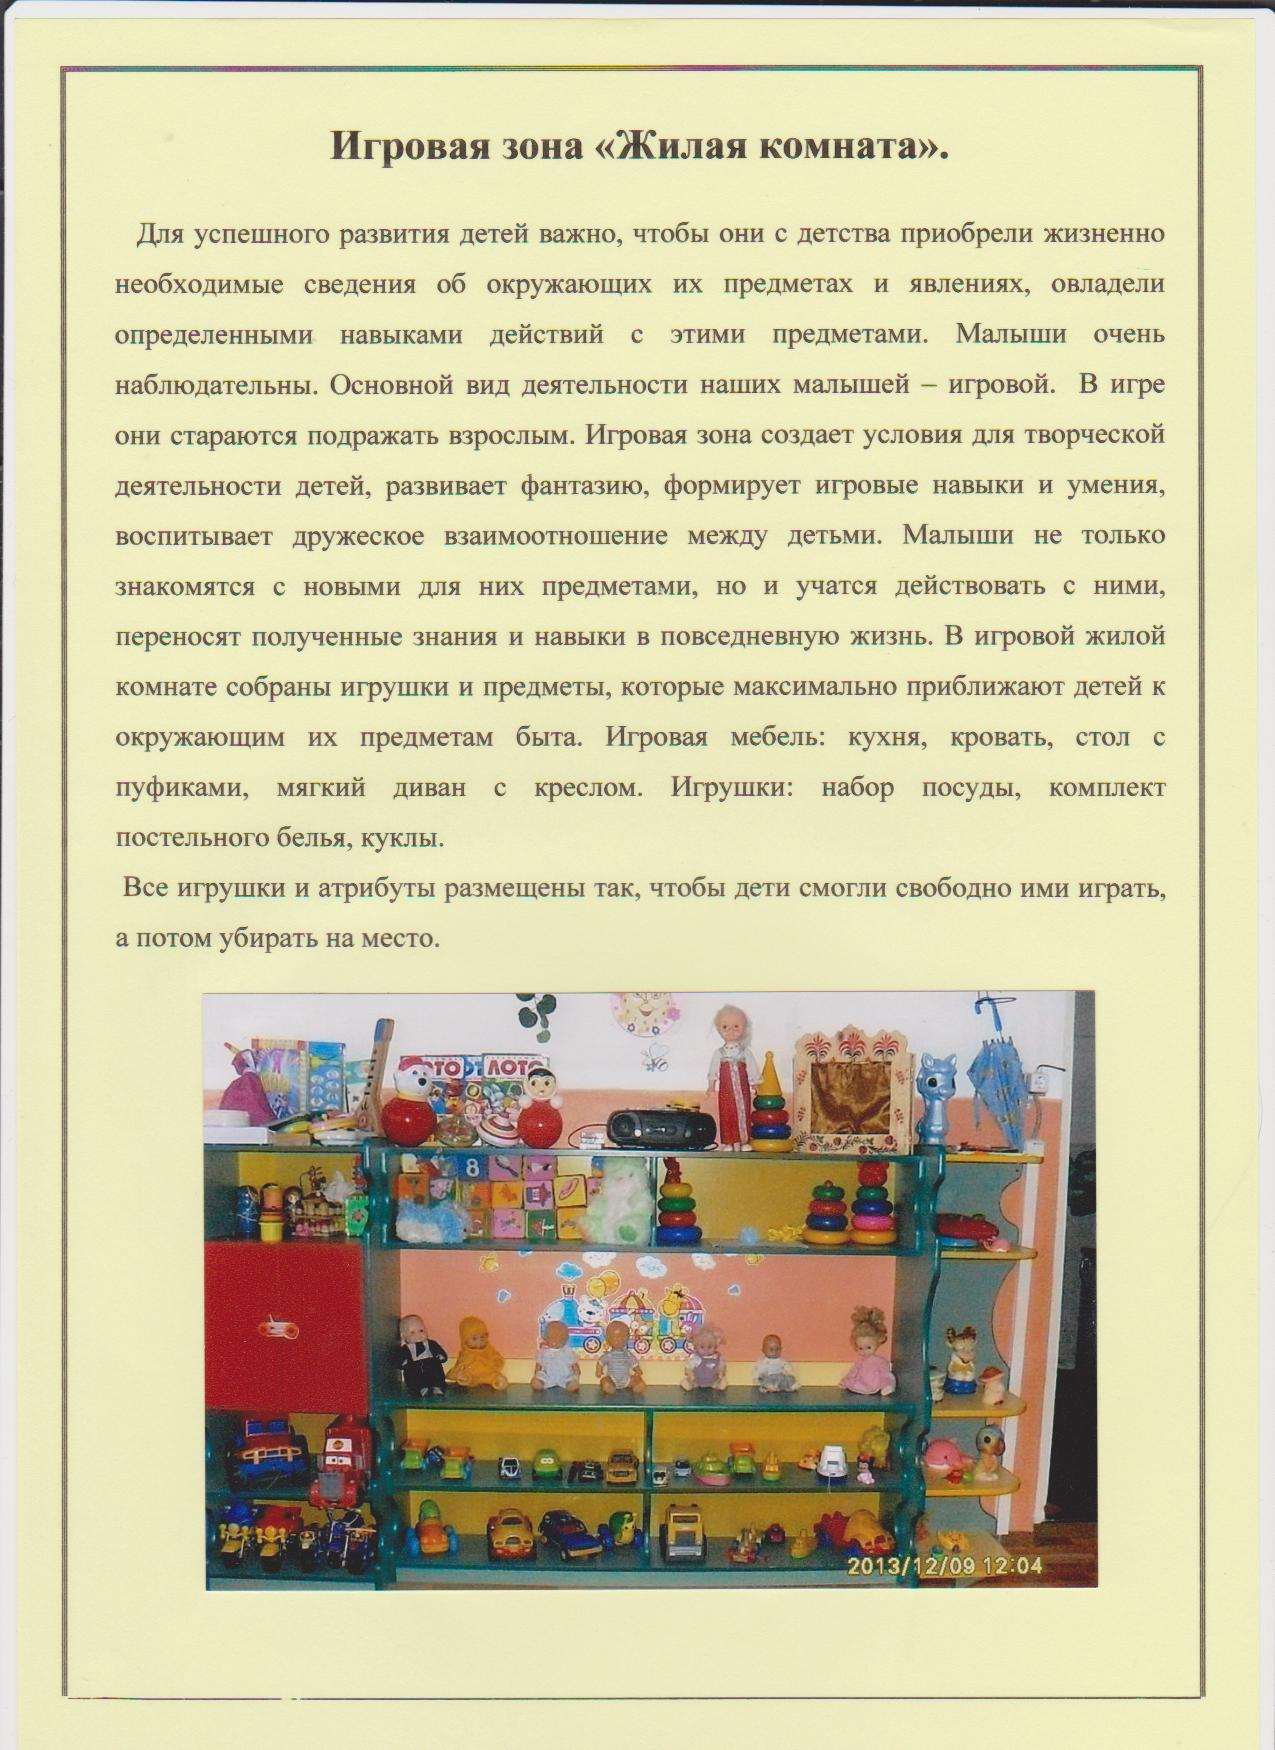 Игровая зона «Жилая комната».
Для успешного развития детей важно, чтобы они с детства приобрели жизненно
необходимые сведения об окружающих их предметах и явлениях, овладели
определенными навыками действий с этими предметами. Малыши очень
наблюдательны. Основной вид деятельности наших малышей – игровой. В игре
они стараются подражать взрослым. Игровая зона создает условия для творческой
деятельности детей, развивает фантазию, формирует игровые навыки и умения,
воспитывает дружеское взаимоотношение между детьми. Малыши не только
знакомятся с новыми для них предметами, но и учатся действовать с ними,
переносят полученные знания и навыки в повседневную жизнь. В игровой жилой
комнате собраны игрушки и предметы, которые максимально приближают детей к
окружающим их предметам быта. Игровая мебель: кухня, кровать, стол с
пуфиками, мягкий диван с креслом. Игрушки: набор посуды, комплект
постельного белья, куклы.
Все игрушки и атрибуты размещены так, чтобы дети смогли свободно ими играть,
а потом убирать на место.
ЛОТО
8
2013/12/09 12:04